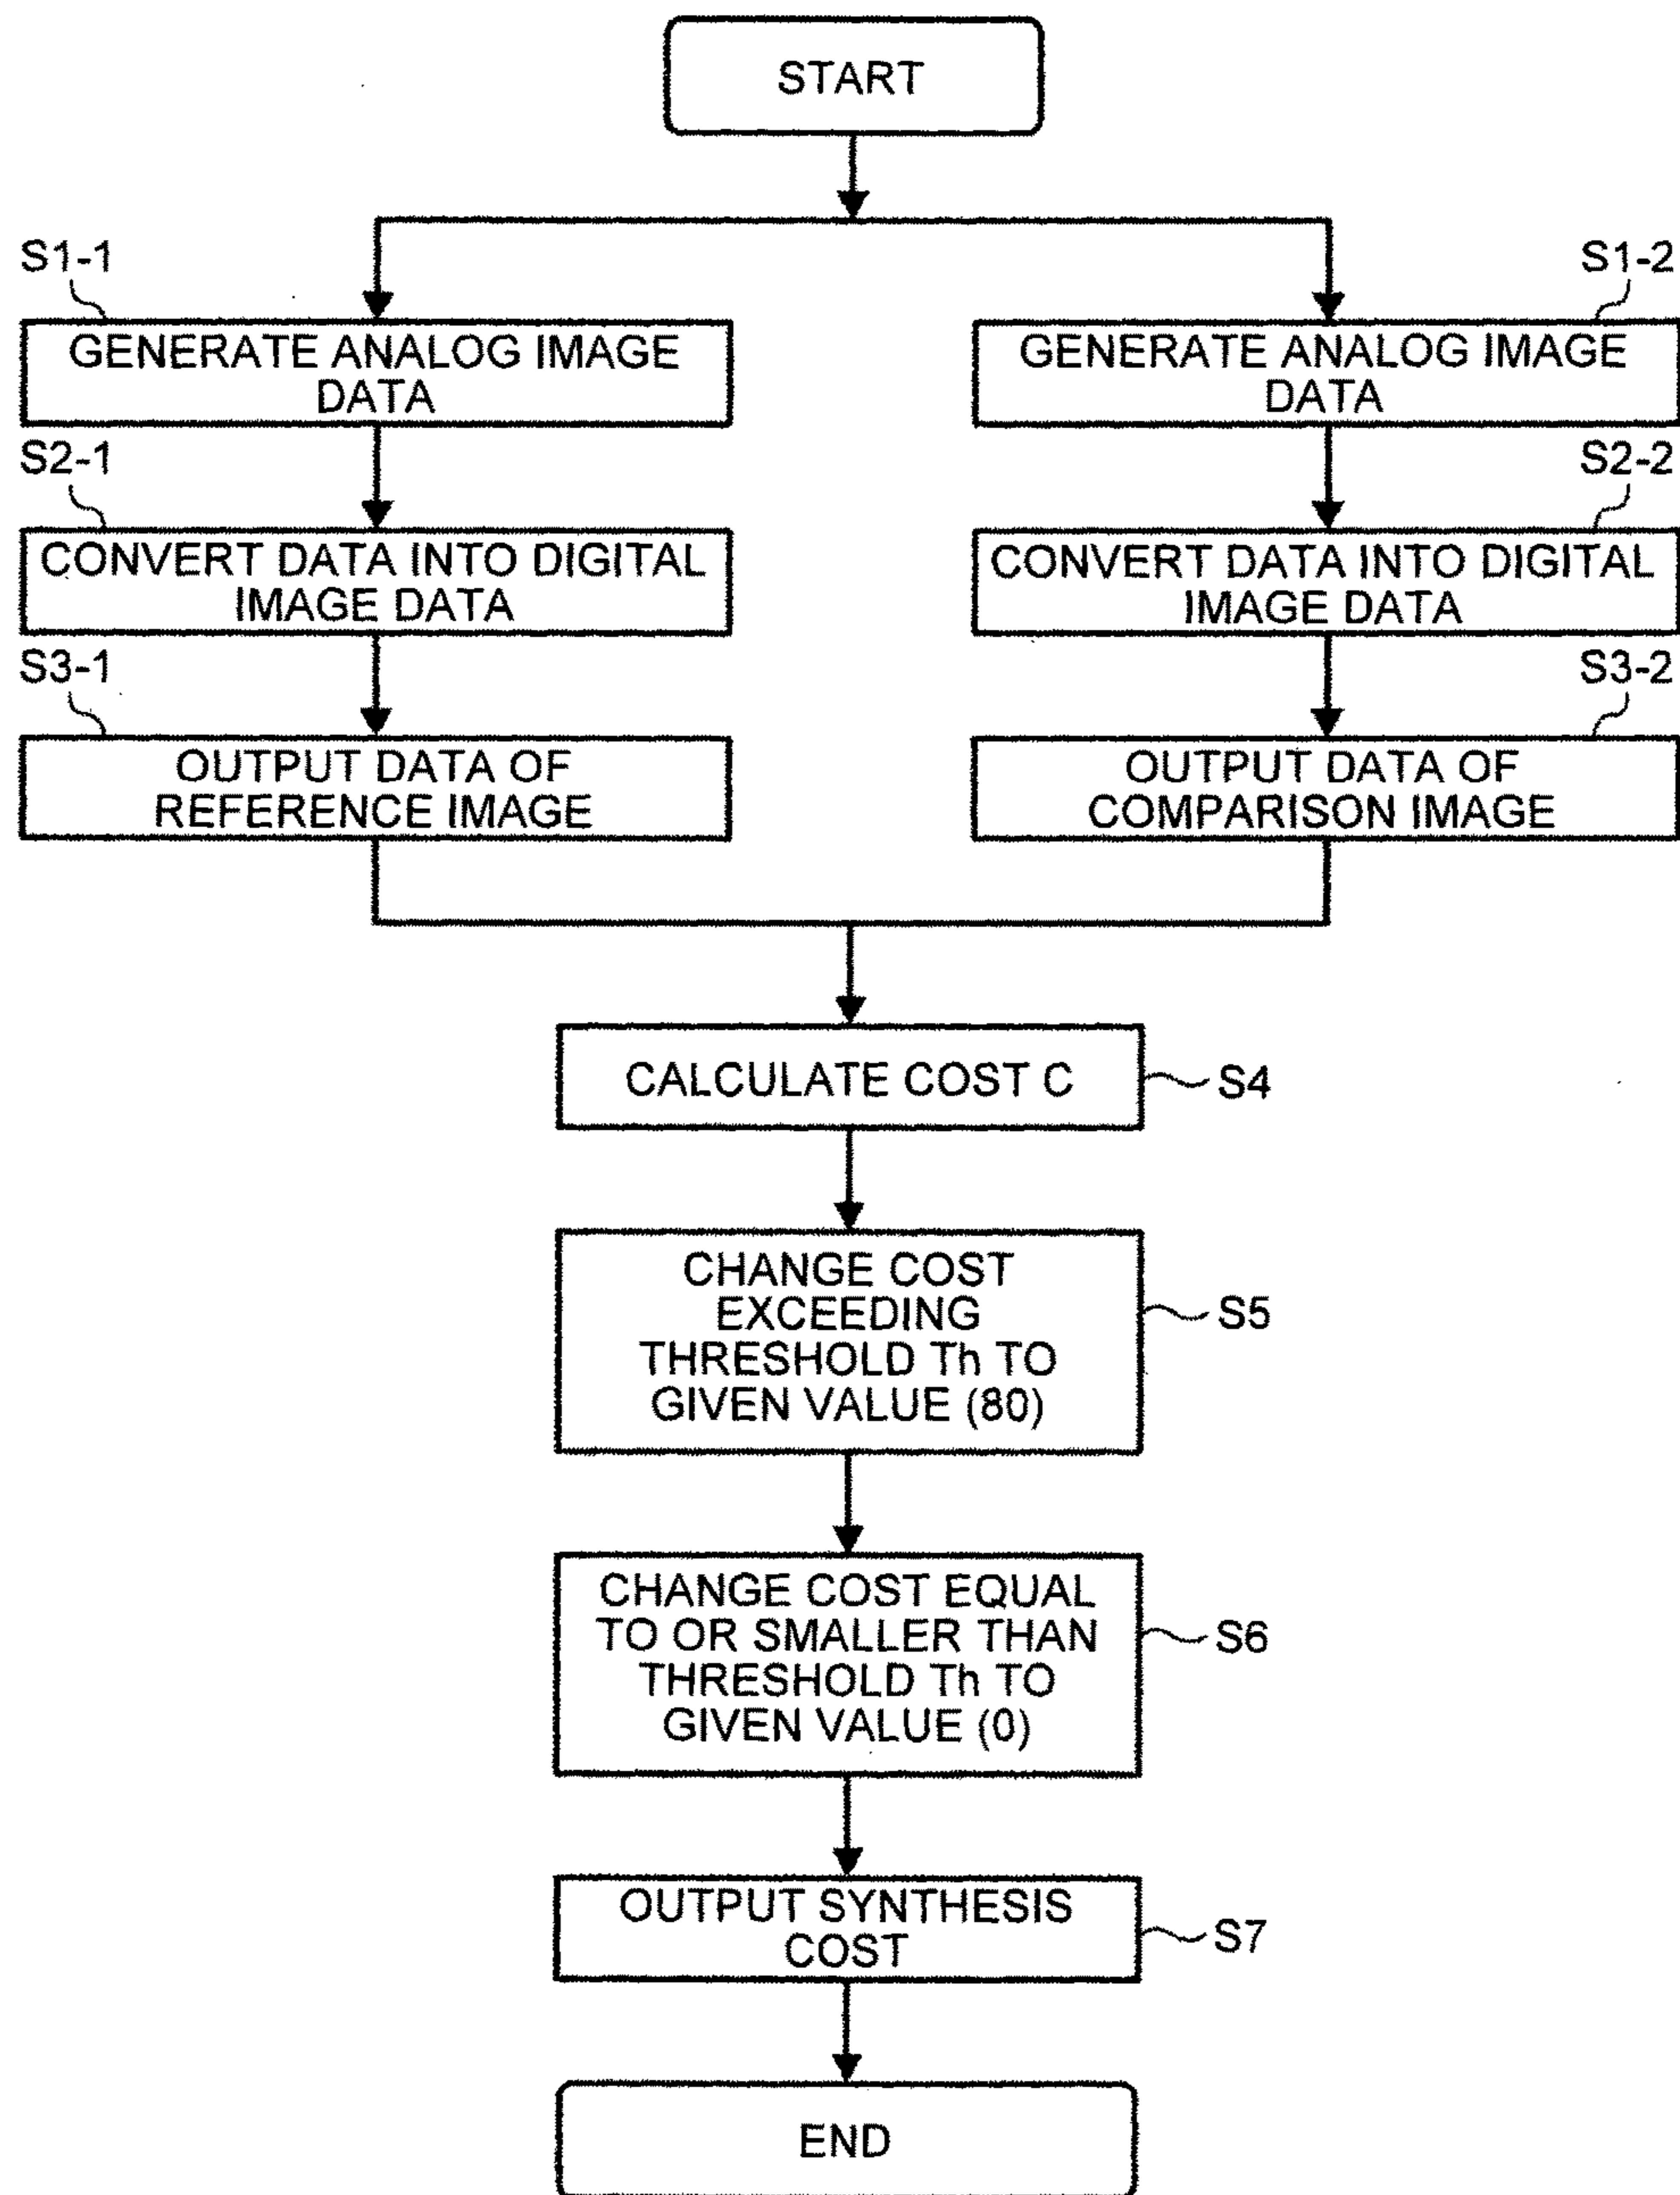 START
S1-1
S1-2
GENERATE ANALOG IMAGE
DATA
GENERATE ANALOG IMAGE
DATA
S2-1
S2-2
CONVERT DATA INTO DIGITAL
IMAGE DATA
CONVERT DATA INTO DIGITAL
IMAGE DATA
S3-1
S3-2
OUTPUT DATA OF
REFERENCE IMAGE
OUTPUT DATA OF
COMPARISON IMAGE
CALCULATE COST C
S4
CHANGE COST
EXCEEDING
THRESHOLD Th TO
GIVEN VALUE (80)
S5
CHANGE COST EQUAL
TO OR SMALLER THAN
THRESHOLD Th TO
GIVEN VALUE (0)
S6
OUTPUT SYNTHESIS
COST
S7
END